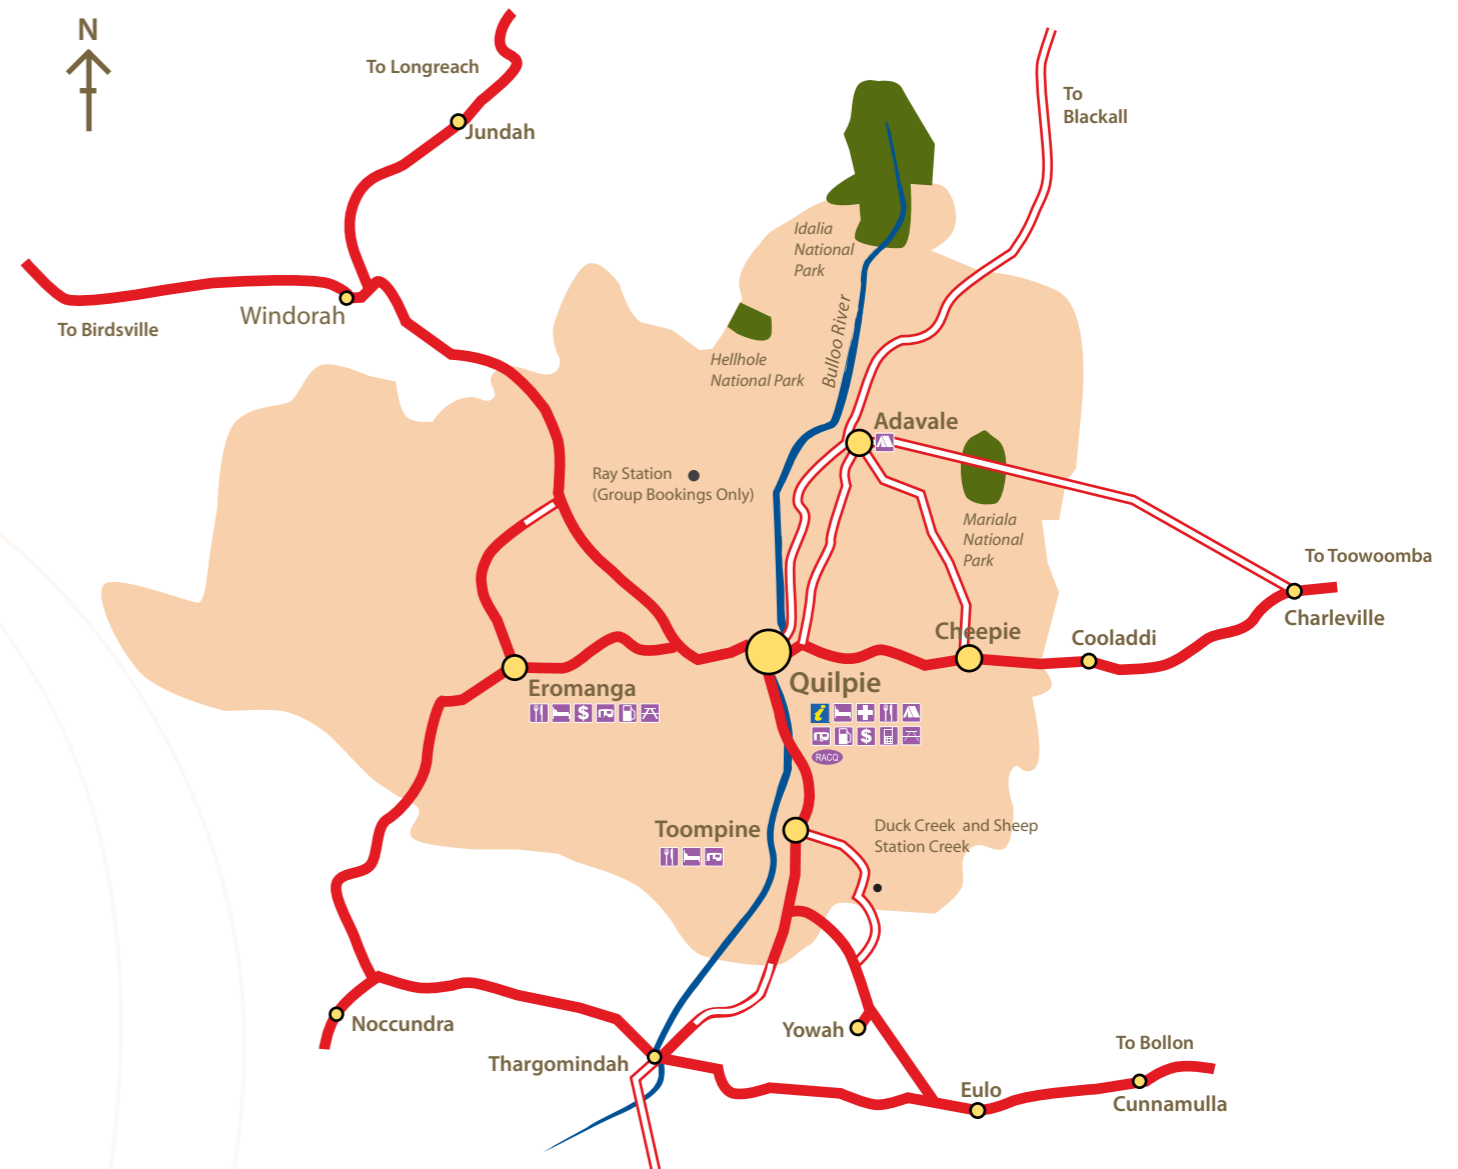 N
To Longreach
Jundah
To
Blackall
Idalia
National
Park
To Birdsville
Windorah
Bulloo River
Hellhole
National Park
Adavale
Ray Station
(Group Bookings Only)
Mariala
National
Park
To Toowoomba
Charleville
Cheepie
Cooladdi
Eromanga
$
Quilpie
i
$
RACQ
Toompine
Duck Creek and Sheep
Station Creek
Noccundra
Yowah
Thargomindah
To Bollon
Eulo
Cunnamulla